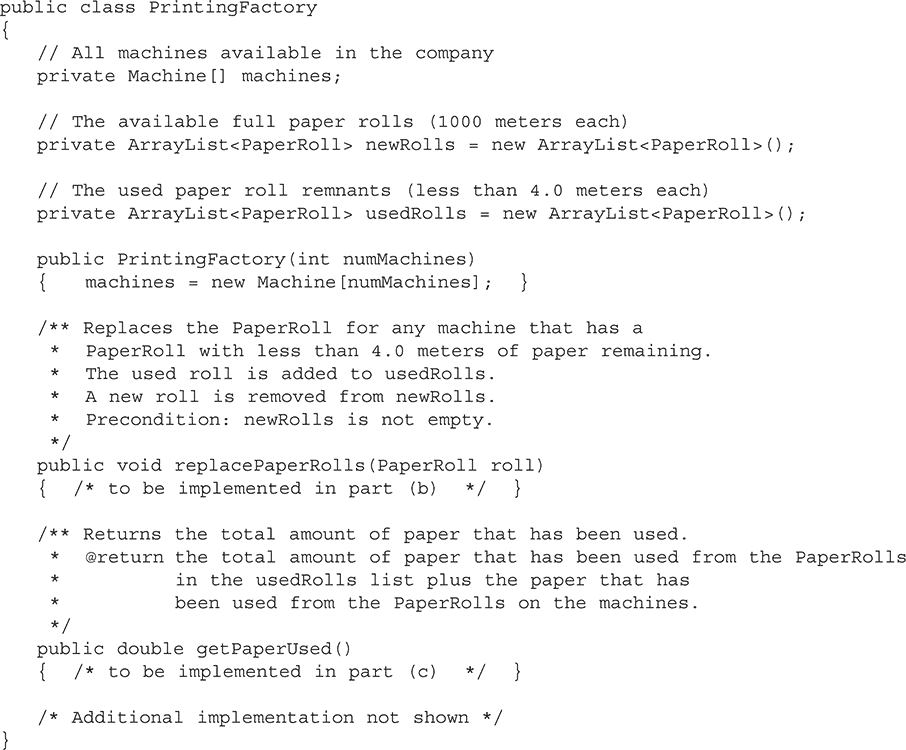 public class PrintingFactory
{
// All machines available in the company
private Machine[] machines;
// The available full paper rolls (1000 meters each)
private ArrayList<PaperRoll> newRolls = new ArrayList<PaperRoll>();
// The used paper roll remnants (less than 4.0 meters each)
private ArrayList<PaperRoll> usedRolls = new ArrayList<PaperRoll>();
public PrintingFactory(int numMachines)
{ machines = new Machine[numMachines]; }
/** Replaces the PaperRoll for any machine that has a
* PaperRoll with less than 4.0 meters of paper remaining.
* The used roll is added to usedRolls.
* A new roll is removed from newRolls.
* Precondition: newRolls is not empty.
*/
public void replacePaperRolls(PaperRoll roll)
{ /* to be implemented in part (b) */ }
/** Returns the total amount of paper that has been used.
* @return the total amount of paper that has been used from the PaperRolls
* in the usedRolls list plus the paper that has
* been used from the PaperRolls on the machines.
*/
public double getPaperUsed()
{ /* to be implemented in part (c) */ }
/* Additional implementation not shown */
}